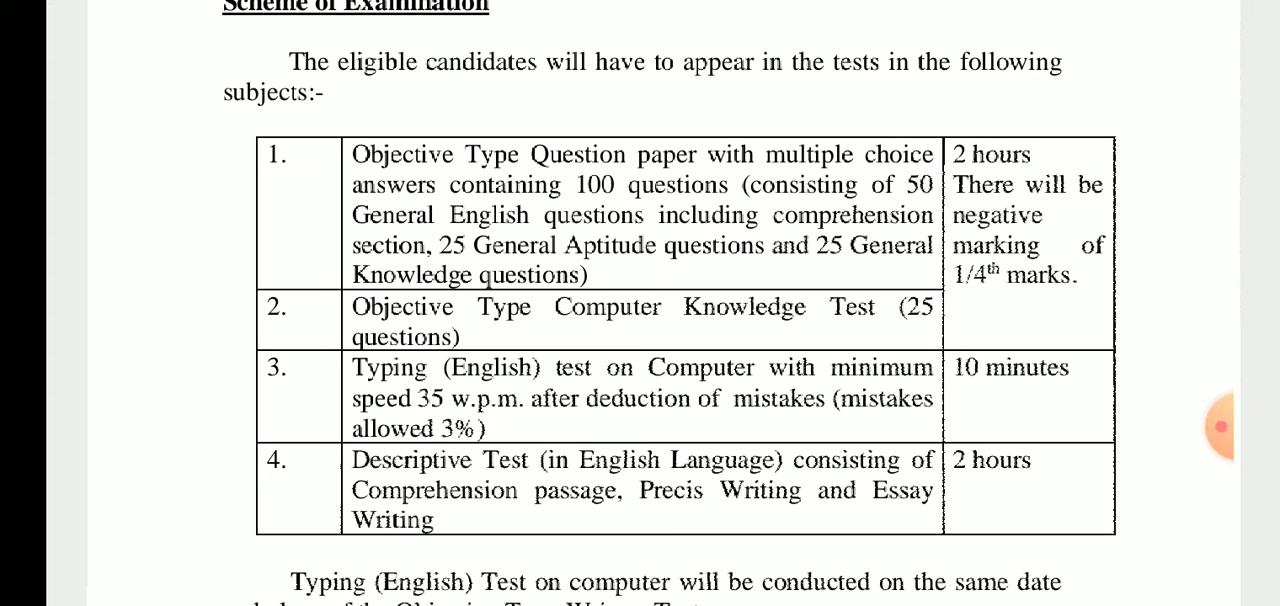 Scheme of Examination
The eligible candidates will have to appear in the tests in the following
subjects:-
1.
Objective Type Question paper with multiple choice
answers containing 100 questions (consisting of 50
General English questions including comprehension
section, 25 General Aptitude questions and 25 General
Knowledge questions)
2 hours
There will be
negative
marking of
1/4th marks.
2.
Objective Type Computer Knowledge Test (25
questions)
3.
Typing (English) test on Computer with minimum
speed 35 w.p.m. after deduction of mistakes (mistakes
allowed 3%)
10 minutes
4.
Descriptive Test (in English Language) consisting of
Comprehension passage, Precis Writing and Essay
Writing
2 hours
Typing (English) Test on computer will be conducted on the same date